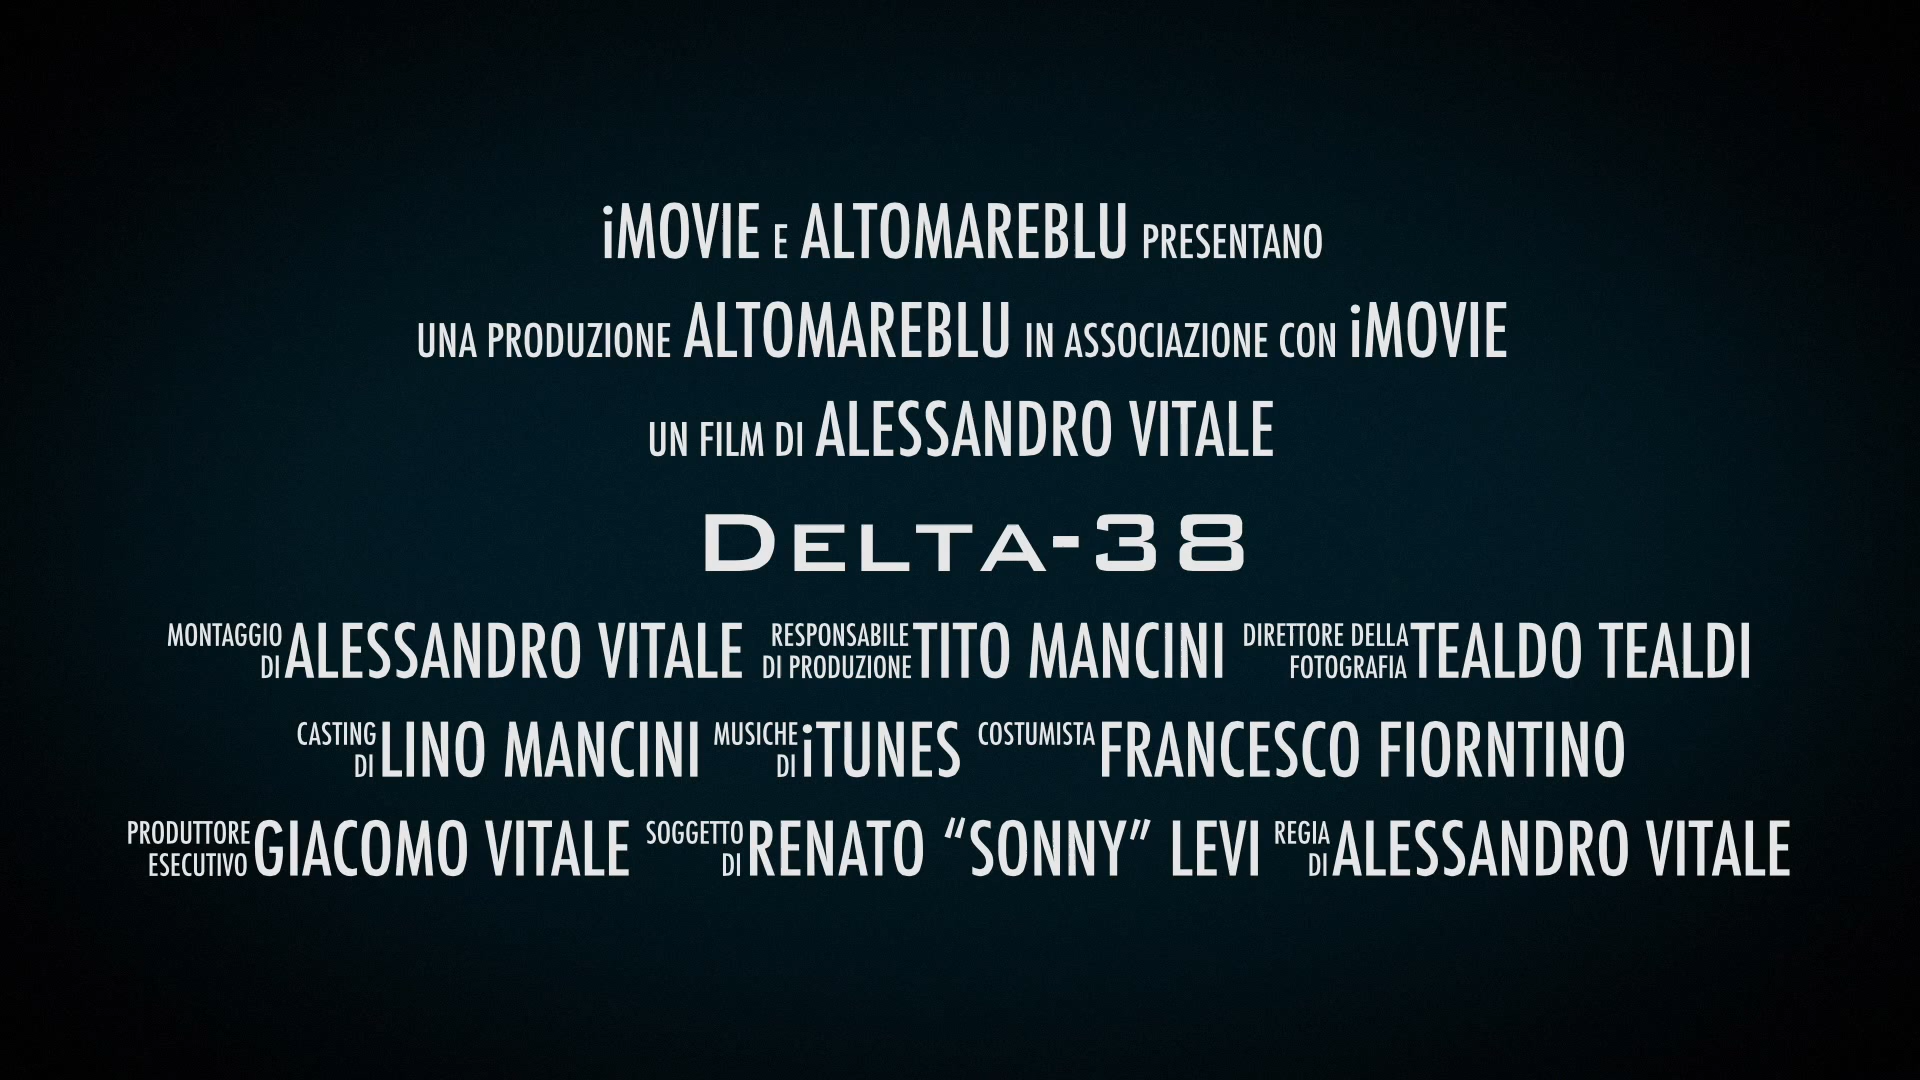 iMOVIE E ALTOMAREBLU PRESENTANO
UNA PRODUZIONE ALTOMAREBLU IN ASSOCIAZIONE CON iMOVIE
UN FILM DI ALESSANDRO VITALE
DELTA-38
MONTAGGIO DI ALESSANDRO VITALE RESPONSABILE DI PRODUZIONE TITO MANCINI DIRETTORE DELLA FOTOGRAFIA TEALDO TEALDI
CASTING DI LINO MANCINI MUSICHE DI iTUNES COSTUMISTA FRANCESCO FIORNTINO
PRODUTTORE ESECUTIVO GIACOMO VITALE SOGGETTO DI RENATO “SONNY” LEVI REGIA DI ALESSANDRO VITALE